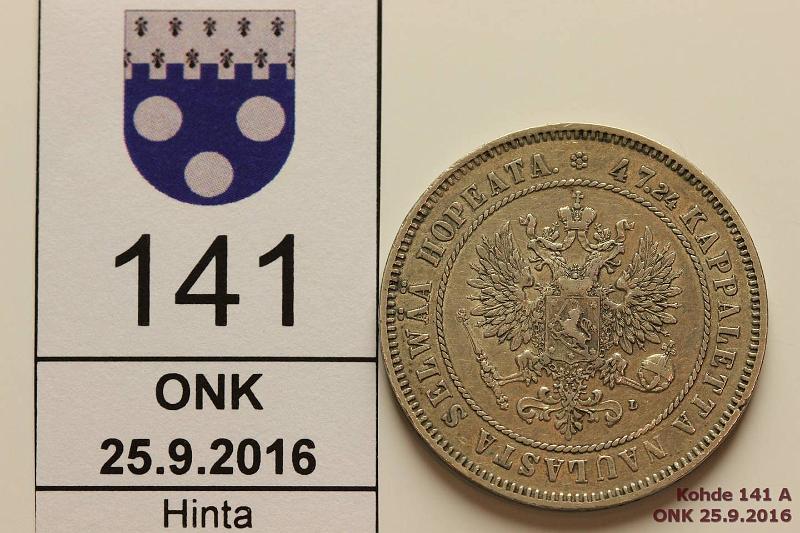 141
ONK
25.9.2016
Hinta
47.24 KAPPALETTA NAULASTA SELWÄÄ HOPEATA.
L
Kohde 141 A
ONK 25.9.2016